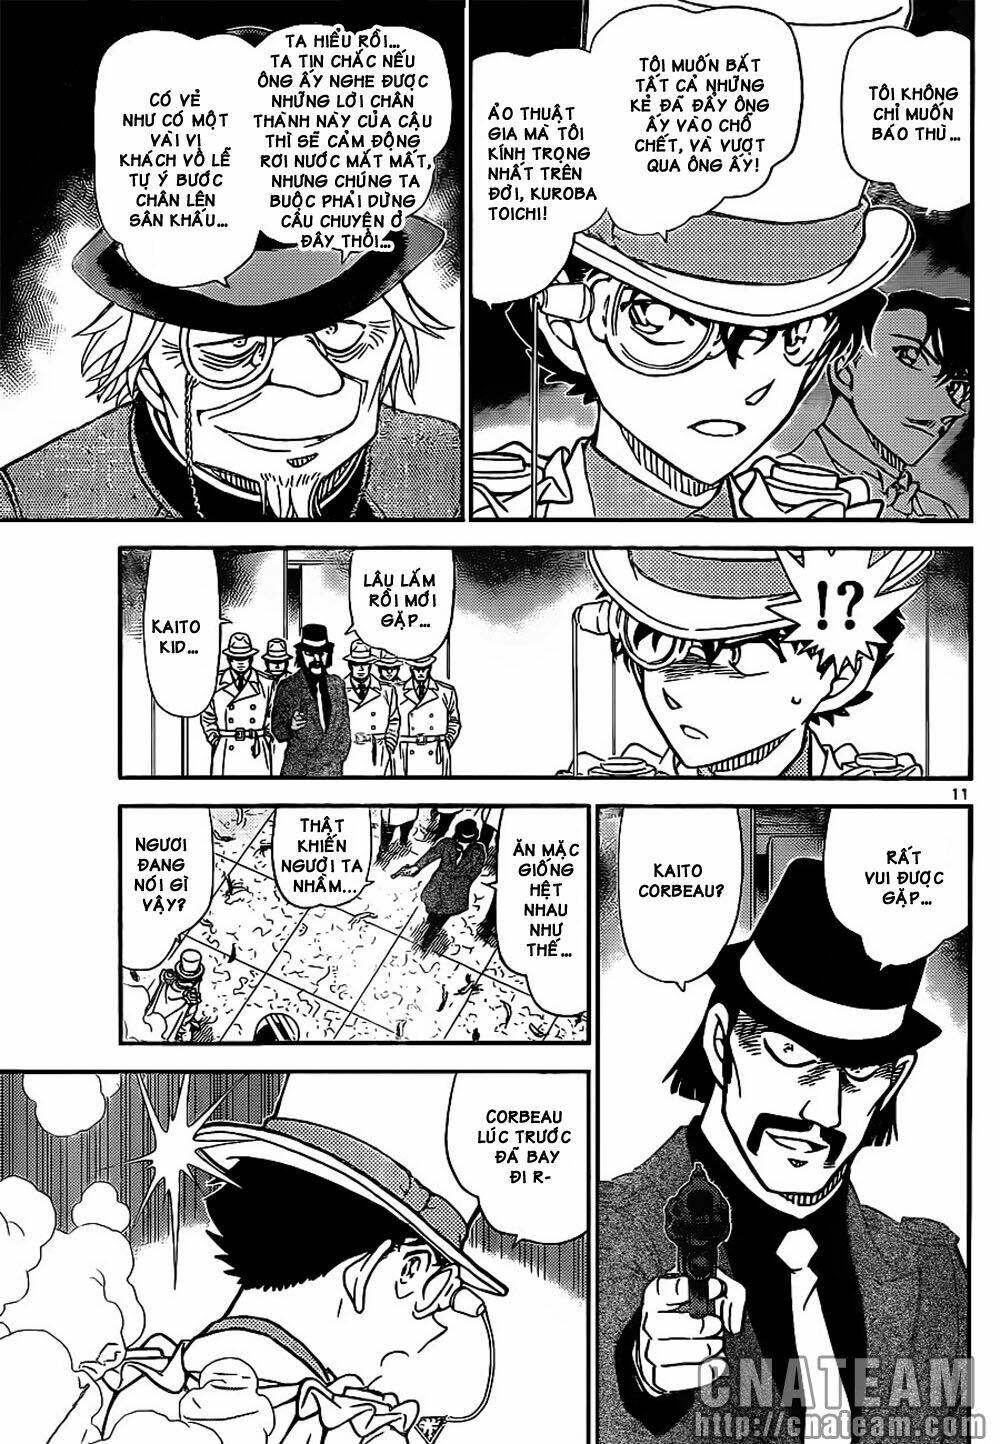 TÔI KHÔNG
CHỈ MUỐN
BÁO THÙ...
TÔI MUỐN BẮT
TẤT CẢ NHỮNG
KẺ ĐÃ ĐẨY ÔNG
ẤY VÀO CHỖ
CHẾT, VÀ VƯỢT
QUA ÔNG ẤY!
ẢO THUẬT
GIA MÀ TÔI
KÍNH TRỌNG
NHẤT TRÊN
ĐỜI, KUROBA
TOICHI!
TA HIỂU RỒI...
TA TIN CHẮC NẾU
ÔNG ẤY NGHE ĐƯỢC
NHỮNG LỜI CHÂN
THÀNH NÀY CỦA CẬU
THÌ SẼ CẢM ĐỘNG
RƠI NƯỚC MẮT MẤT,
NHƯNG CHÚNG TA
BUỘC PHẢI DỪNG
CÂU CHUYỆN Ở
ĐÂY THÔI...
CÓ VẺ
NHƯ CÓ MỘT
VÀI VỊ
KHÁCH VÔ LỄ
TỰ Ý BƯỚC
CHÂN LÊN
SÂN KHẤU...
!?
LÂU LẮM
RỒI MỚI
GẶP...
KAITO
KID...
11
RẤT
VUI ĐƯỢC
GẶP...
KAITO
CORBEAU?
ĂN MẶC
GIỐNG
HỆT
NHAU
NHƯ
THẾ...
THẬT
KHIẾN
NGƯỜI TA
NHẦM...
NGƯƠI
ĐANG
NÓI GÌ
VẬY?
CORBEAU
LÚC TRƯỚC
ĐÃ BAY
ĐI R-
CNATEAM
http://cnateam.com/